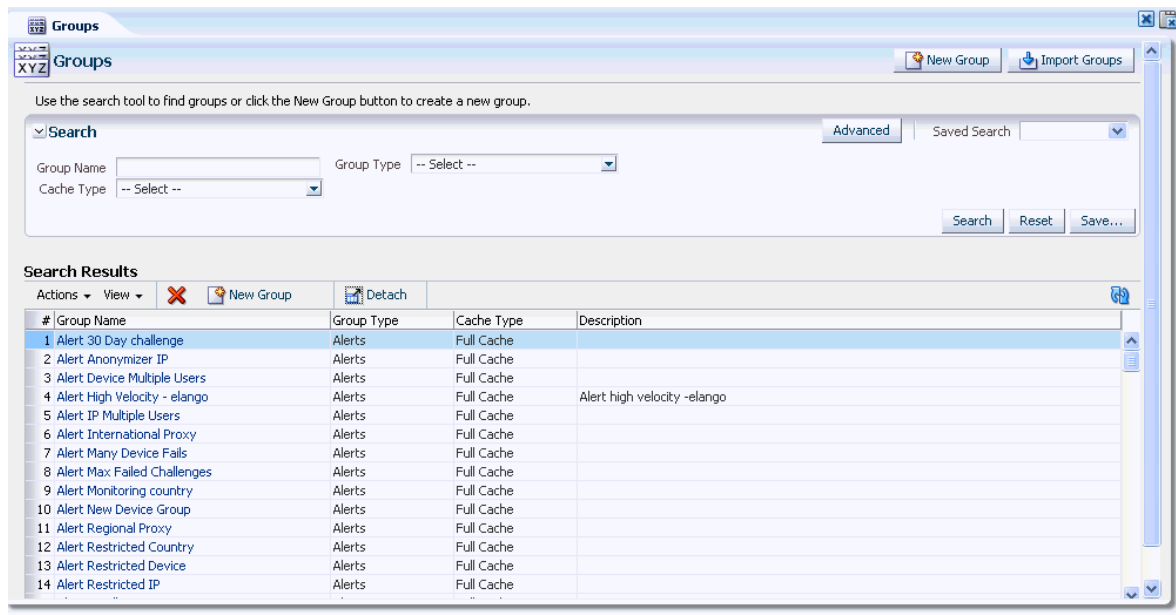 Groups
XYZ Groups
New Group Import Groups
Use the search tool to find groups or click the New Group button to create a new group.
Search
Advanced Saved Search
Group Name Group Type -- Select --
Cache Type -- Select --
Search Reset Save...
Search Results
Actions View New Group Detach
# Group Name Group Type Cache Type Description
1 Alert 30 Day challenge Alerts Full Cache
2 Alert Anonymizer IP Alerts Full Cache
3 Alert Device Multiple Users Alerts Full Cache
4 Alert High Velocity - elango Alerts Full Cache Alert high velocity -elango
5 Alert IP Multiple Users Alerts Full Cache
6 Alert International Proxy Alerts Full Cache
7 Alert Many Device Fails Alerts Full Cache
8 Alert Max Failed Challenges Alerts Full Cache
9 Alert Monitoring country Alerts Full Cache
10 Alert New Device Group Alerts Full Cache
11 Alert Regional Proxy Alerts Full Cache
12 Alert Restricted Country Alerts Full Cache
13 Alert Restricted Device Alerts Full Cache
14 Alert Restricted IP Alerts Full Cache